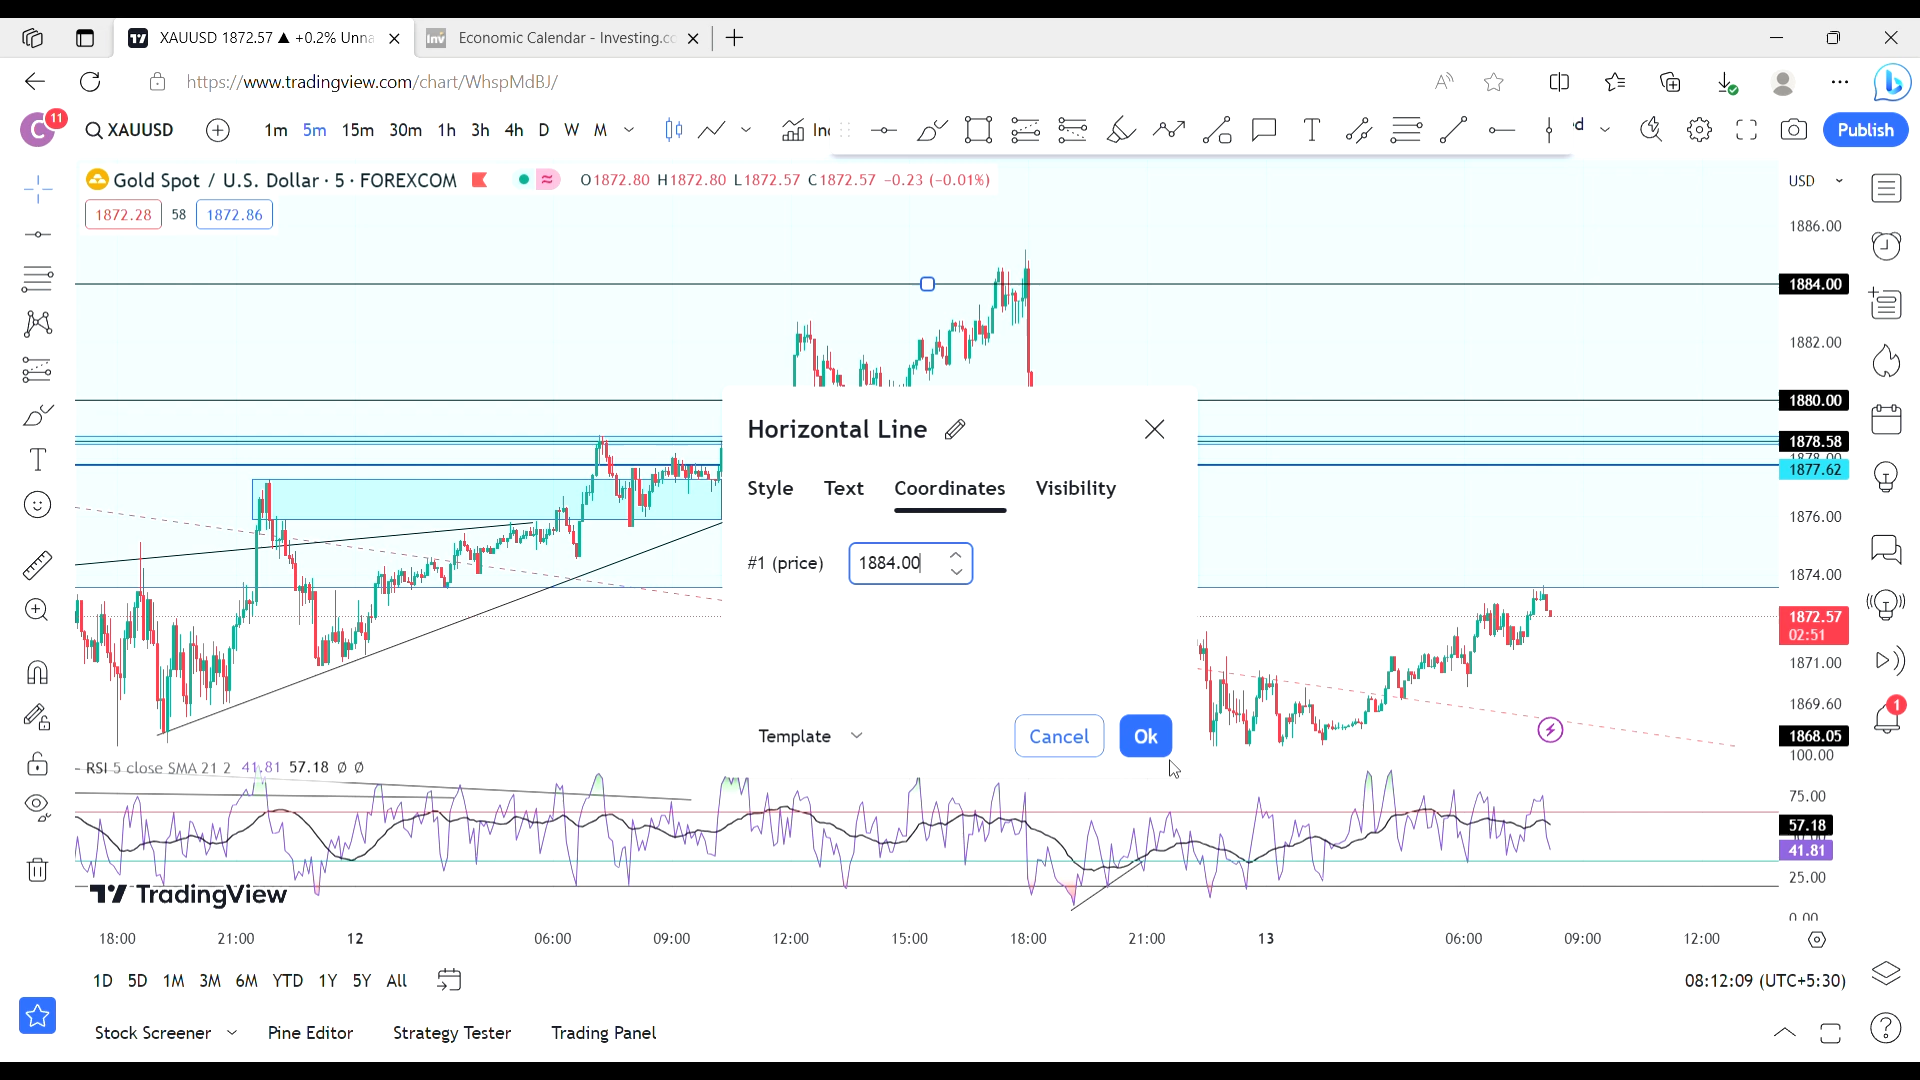 XAUUSD 1872.57 ▲ +0.2% Unna
Economic Calendar - Investing.co
https://www.tradingview.com/chart/WhspMdBJ/
C 11
XAUUSD
1m 5m 15m 30m 1h 3h 4h D W M
Publish
Gold Spot / U.S. Dollar · 5 · FOREXCOM
O1872.80 H1872.80 L1872.57 C1872.57 -0.23 (-0.01%)
USD
1872.28 58 1872.86
1886.00
1884.00
1882.00
1880.00
1878.58
1877.62
1876.00
1874.00
1872.57
02:51
1871.00
1869.60
1868.05
Horizontal Line
Style Text Coordinates Visibility
#1 (price) 1884.00
Template Cancel Ok
1
RSI 5 close SMA 21 2 41.81 57.18 Ø Ø
100.00
75.00
57.18
41.81
25.00
0.00
TradingView
18:00 21:00 12 06:00 09:00 12:00 15:00 18:00 21:00 13 06:00 09:00 12:00
1D 5D 1M 3M 6M YTD 1Y 5Y All
08:12:09 (UTC+5:30)
Stock Screener Pine Editor Strategy Tester Trading Panel